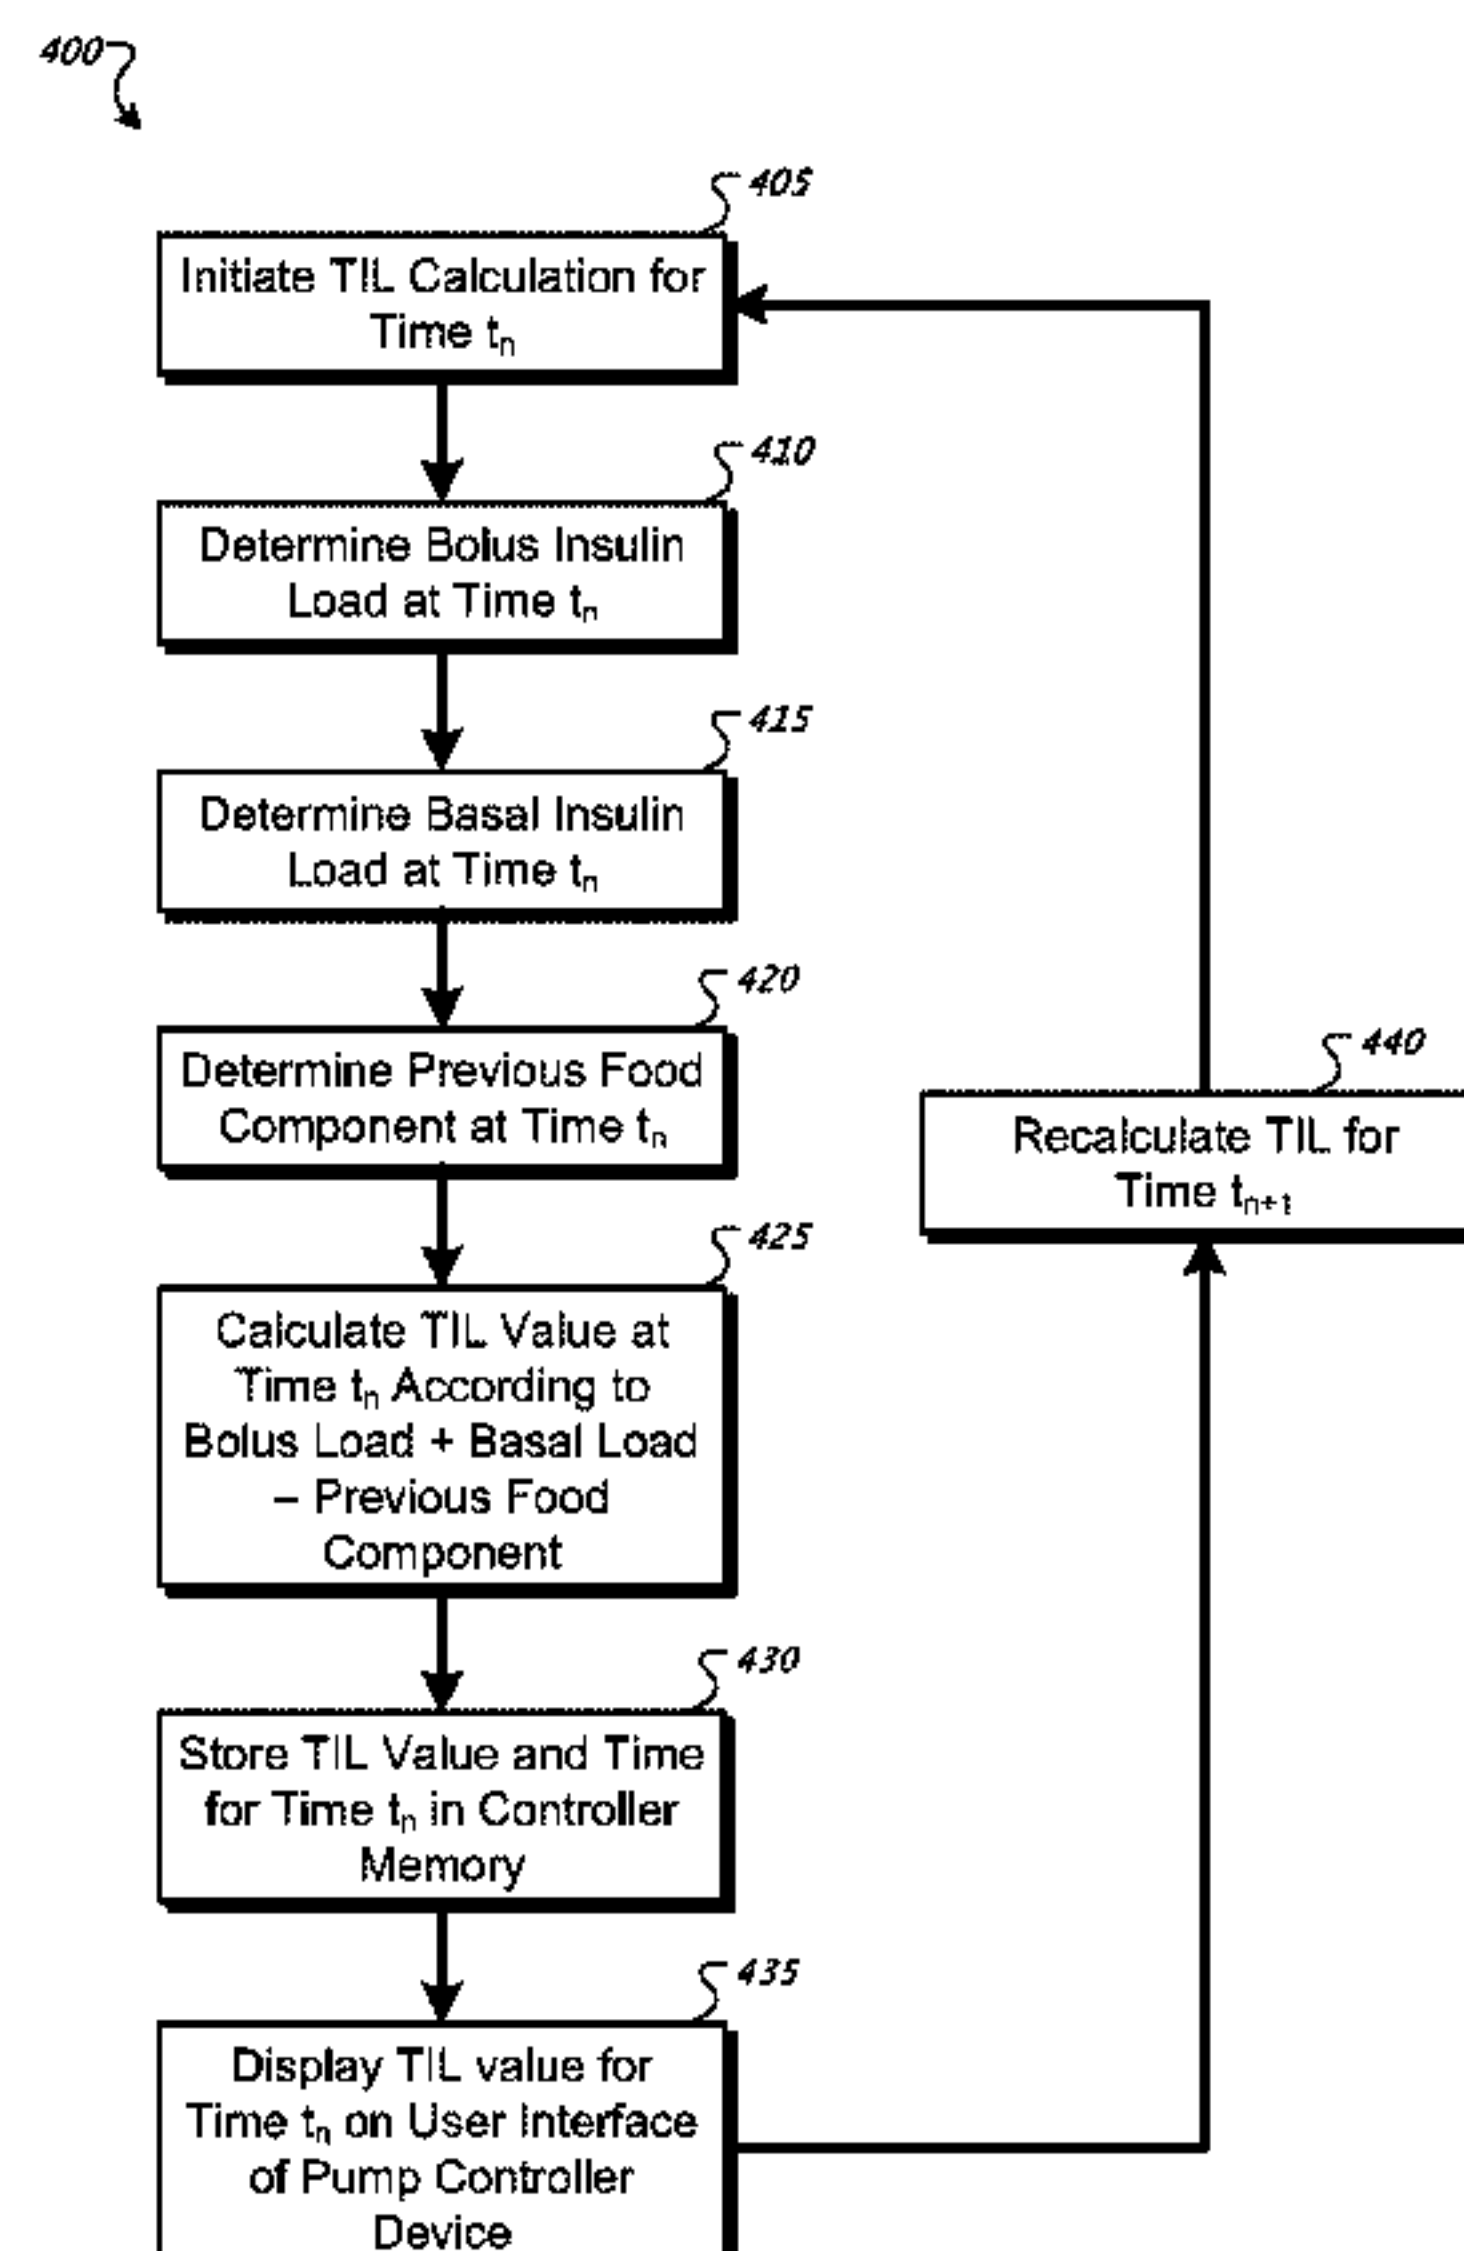 400
405
Initiate TIL Calculation for
Time tn
410
Determine Bolus Insulin
Load at Time tn
415
Determine Basal Insulin
Load at Time tn
420
Determine Previous Food
Component at Time tn
440
Recalculate TIL for
Time tn+1
425
Calculate TIL Value at
Time tn According to
Bolus Load + Basal Load
– Previous Food
Component
430
Store TIL Value and Time
for Time tn in Controller
Memory
435
Display TIL value for
Time tn on User Interface
of Pump Controller
Device